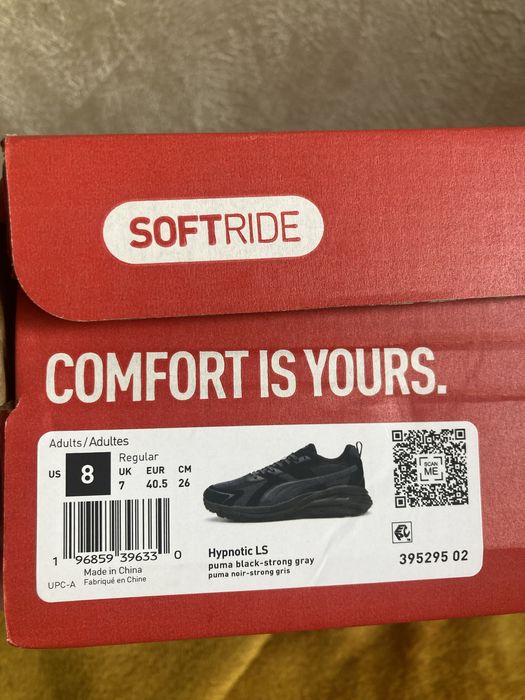 SOFTRIDE
COMFORT IS YOURS.
Adults/Adultes
Regular
US 8 UK EUR CM
7 40.5 26
SCAN ME
1 96859 39633 0
Made in China
UPC-A Fabriqué en Chine
Hypnotic LS
puma black-strong gray
puma noir-strong gris
395295 02